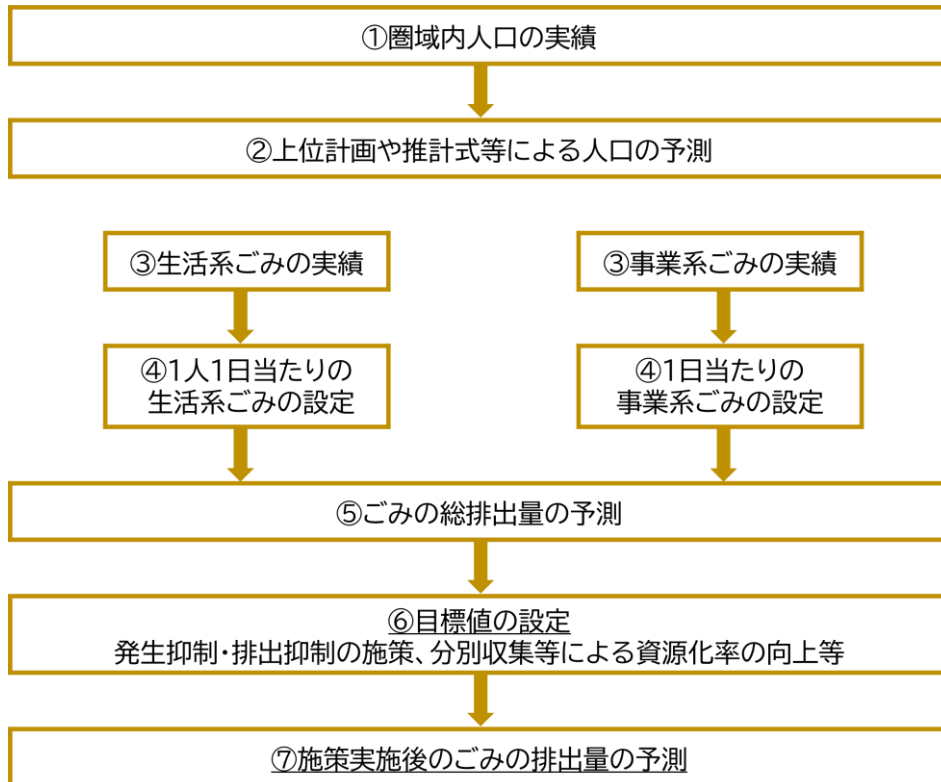 ①圏域内人口の実績
②上位計画や推計式等による人口の予測
③生活系ごみの実績
③事業系ごみの実績
④1人1日当たりの
生活系ごみの設定
④1日当たりの
事業系ごみの設定
⑤ごみの総排出量の予測
⑥目標値の設定
発生抑制・排出抑制の施策、分別収集等による資源化率の向上等
⑦施策実施後のごみの排出量の予測